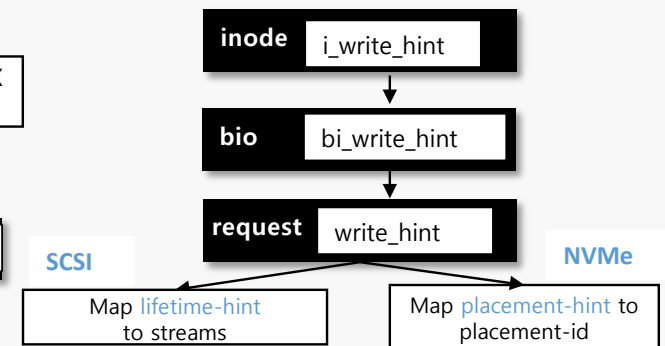 inode
i_write_hint
bio
bi_write_hint
request
write_hint
SCSI
NVMe
Map lifetime-hint
to streams
Map placement-hint to
placement-id